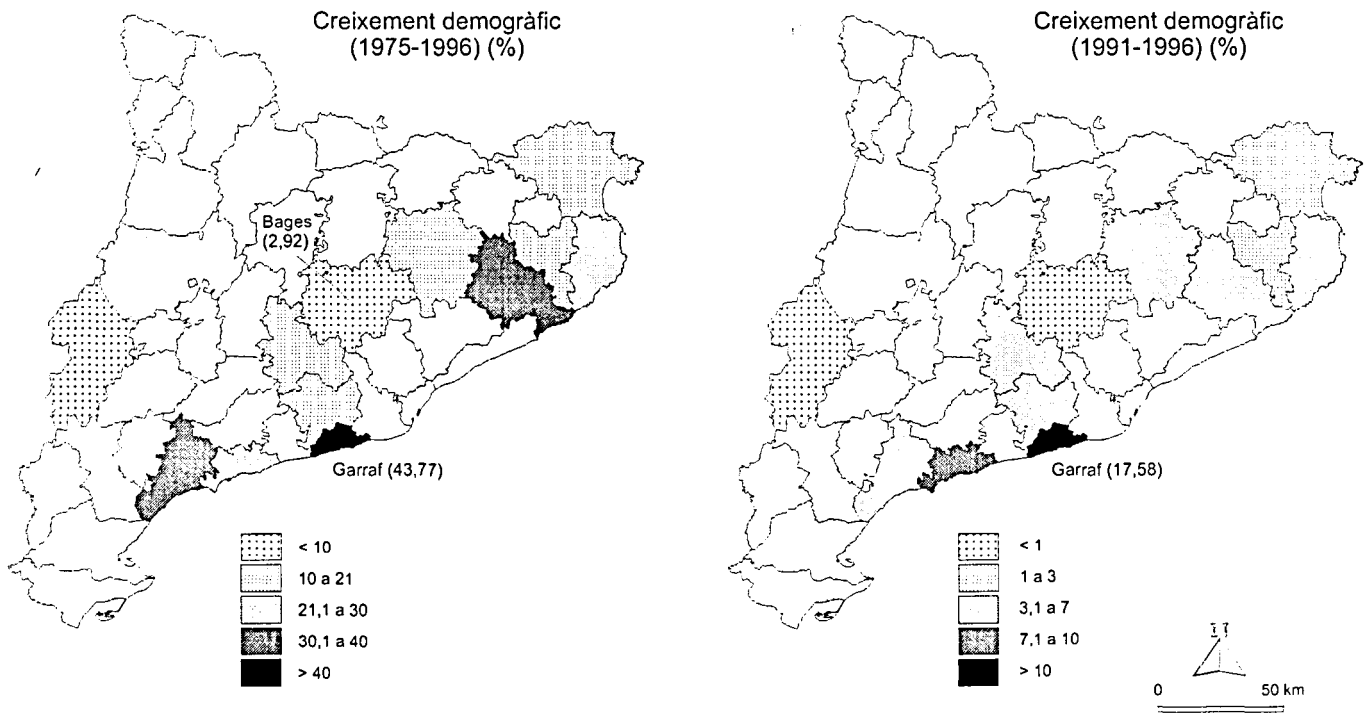 Creixement demogràfic
(1975-1996) (%)
Bages
(2,92)
Garraf (43,77)
< 10
10 a 21
21,1 a 30
30,1 a 40
> 40
Creixement demogràfic
(1991-1996) (%)
Garraf (17,58)
< 1
1 a 3
3,1 a 7
7,1 a 10
> 10
0 50 km